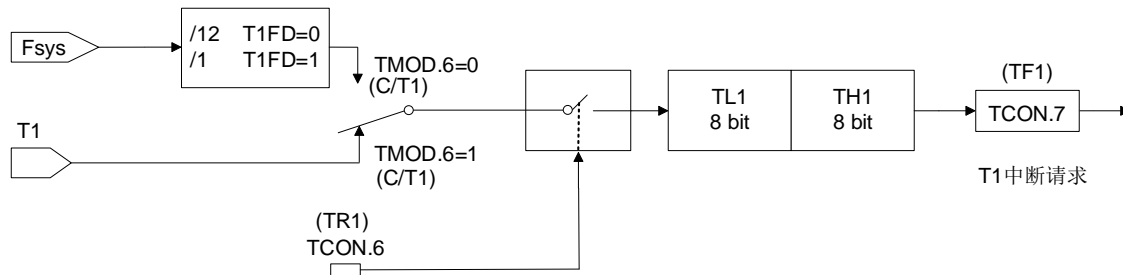 Fsys
/12 T1FD=0
/1 T1FD=1
TMOD.6=0
(C/T1)
T1
TMOD.6=1
(C/T1)
(TR1)
TCON.6
TL1
8 bit
TH1
8 bit
(TF1)
TCON.7
T1中断请求